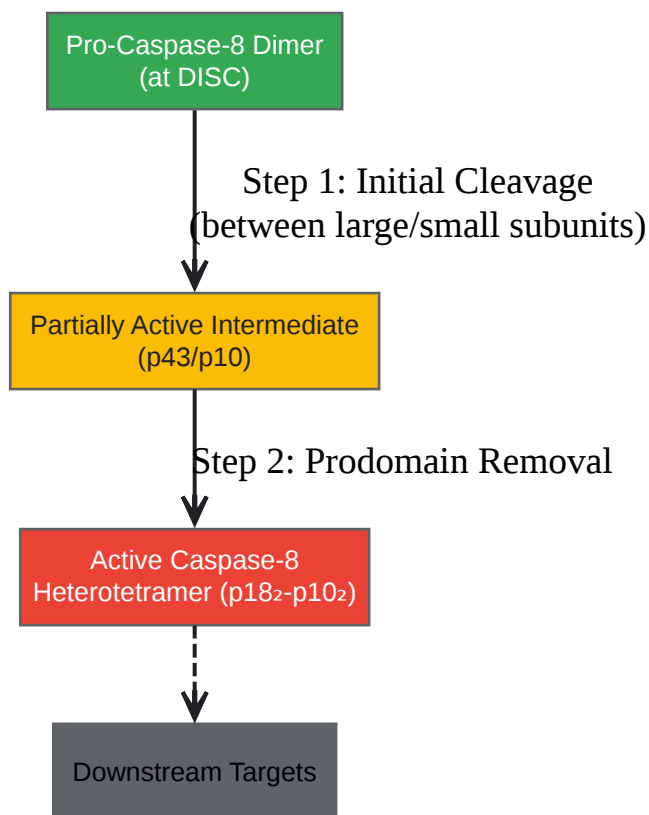 Pro-Caspase-8 Dimer
(at DISC)
Step 1: Initial Cleavage
(between large/small subunits)
Partially Active Intermediate
(p43/p10)
Step 2: Prodomain Removal
Active Caspase-8
Heterotetramer (p18₂-p10₂)
Downstream Targets